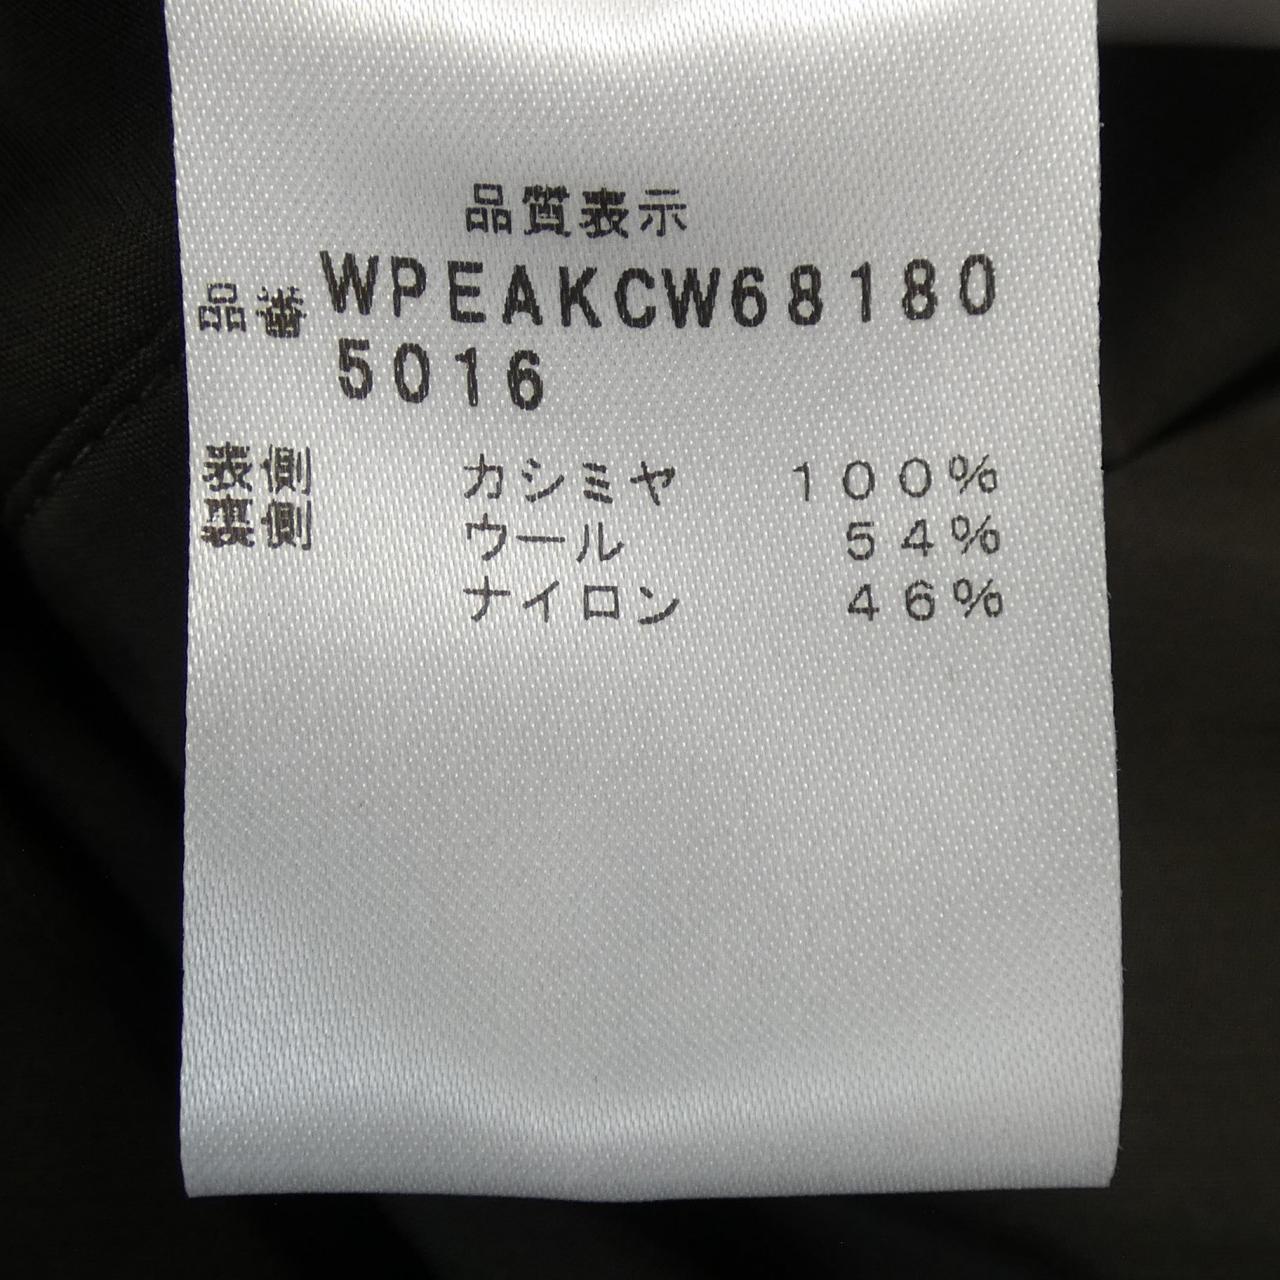 品質表示
品番 WPEAKCW68180
5016
表側 カシミヤ 100%
裏側 ウール 54%
ナイロン 46%